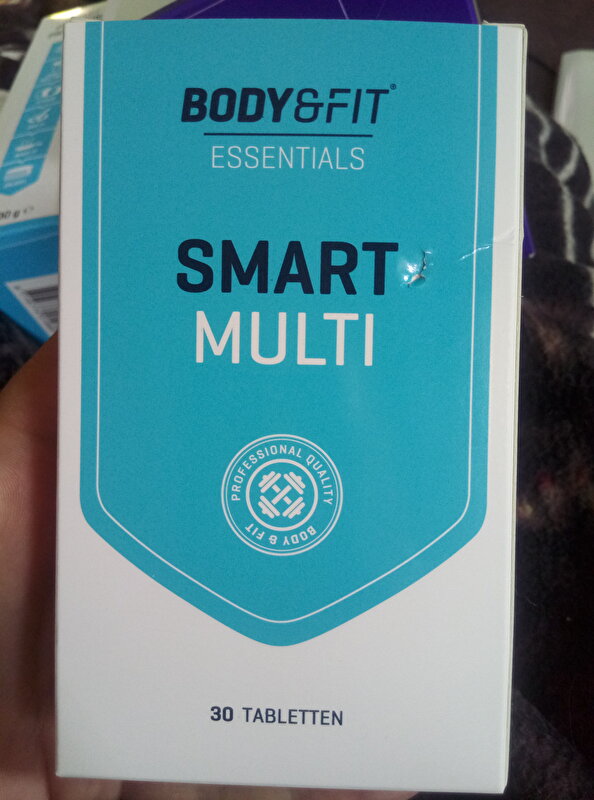 BODY&FIT®
ESSENTIALS
SMART
MULTI
PROFESSIONAL QUALITY
BODY & FIT
30 TABLETTEN